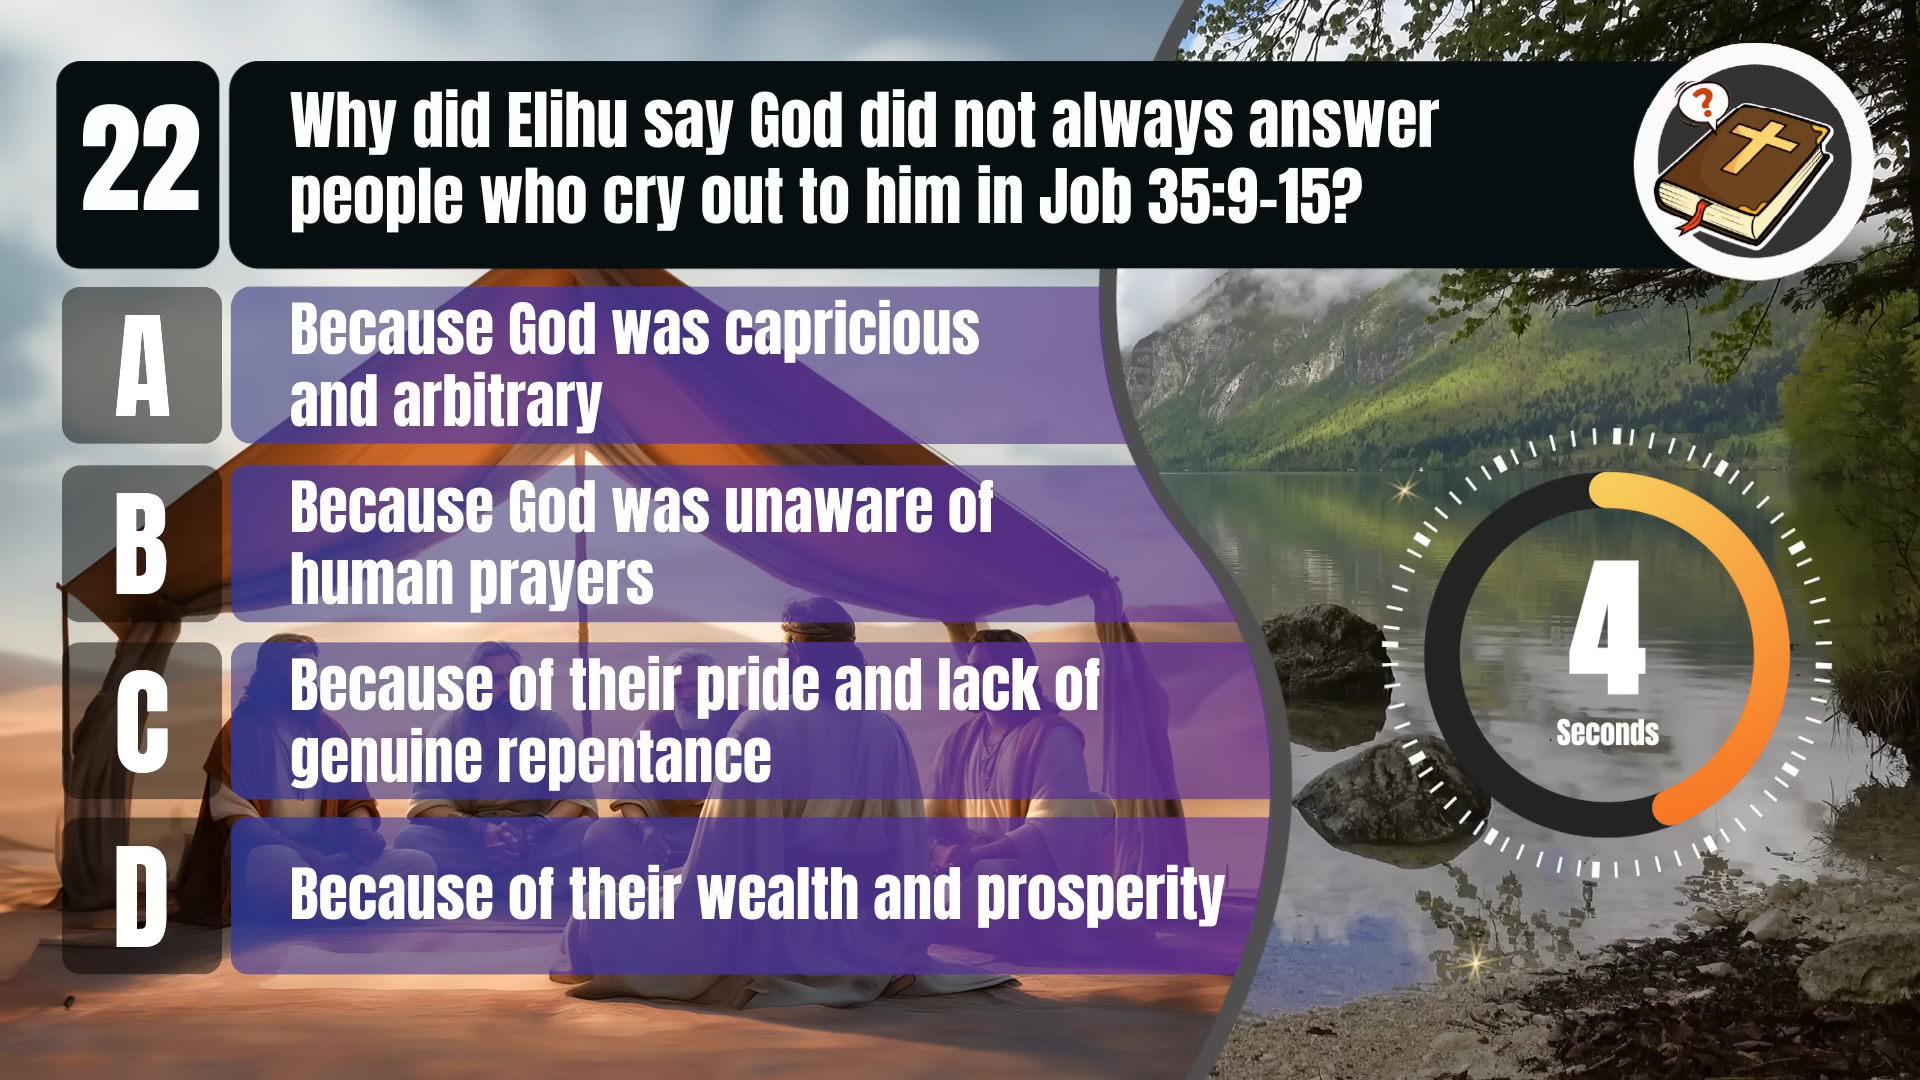 22
Why did Elihu say God did not always answer
people who cry out to him in Job 35:9-15?
?
A
Because God was capricious
and arbitrary
B
Because God was unaware of
human prayers
C
Because of their pride and lack of
genuine repentance
D
Because of their wealth and prosperity
4
Seconds